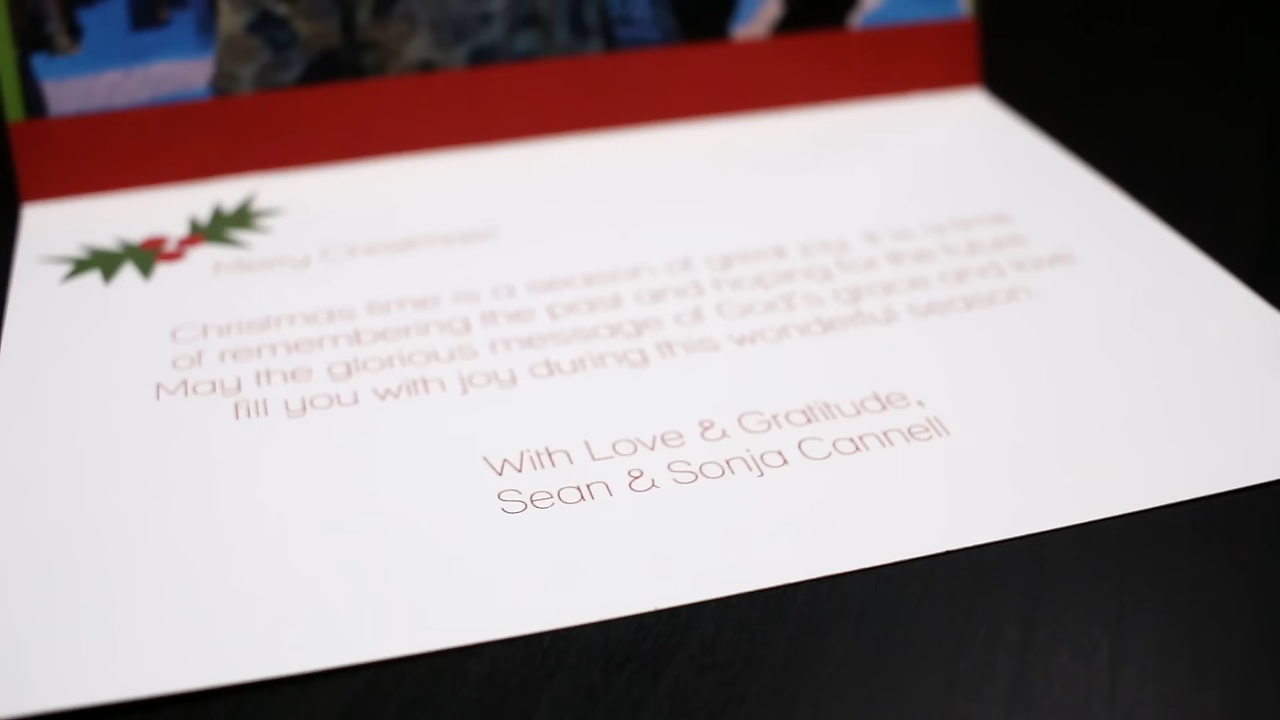 Merry Christmas!
Christmas time is a season of great joy. It is a time
of remembering the past and hoping for the future.
May the glorious message of God's grace and love
fill you with joy during this wonderful season.
With Love & Gratitude,
Sean & Sonja Cannell